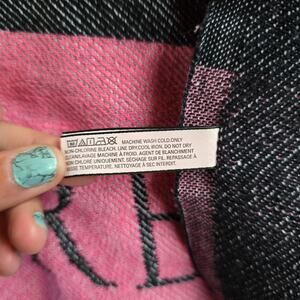 MACHINE WASH COLD.ONLY
NON-CHLORINE BLEACH. LINE DRY.COOL IRON. DO NOT DRY
CLEAN/LAVAGE MACHINE À FROID. AGENT DE BLANCHIMENT
NON CHLORÉ UNIQUEMENT. SÉCHAGE SUR FIL. REPASSAGE À
BASSE TEMPÉRATURE. NETTOYAGE À SEC INTERDIT.